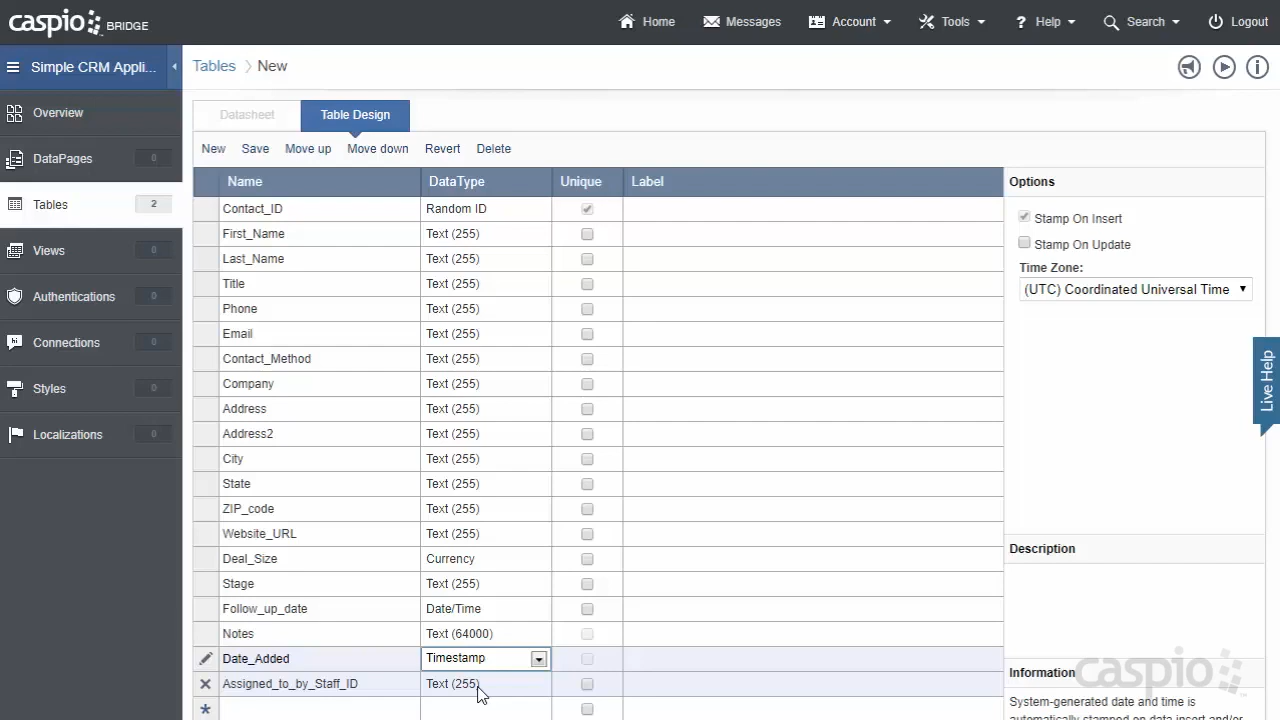 caspio BRIDGE
Home Messages Account Tools Help Search Logout
Simple CRM Appli...
Tables New
Overview
DataPages 0
Tables 2
Views 0
Authentications 0
Connections 0
Styles 0
Localizations 0
Datasheet Table Design
New Save Move up Move down Revert Delete
Name DataType Unique Label
Contact_ID Random ID
First_Name Text (255)
Last_Name Text (255)
Title Text (255)
Phone Text (255)
Email Text (255)
Contact_Method Text (255)
Company Text (255)
Address Text (255)
Address2 Text (255)
City Text (255)
State Text (255)
ZIP_code Text (255)
Website_URL Text (255)
Deal_Size Currency
Stage Text (255)
Follow_up_date Date/Time
Notes Text (64000)
Date_Added Timestamp
Assigned_to_by_Staff_ID Text (255)
Options
Stamp On Insert
Stamp On Update
Time Zone:
(UTC) Coordinated Universal Time
Live Help
Description
Information
caspio
System-generated date and time is
automatically stamped on data insert and/or